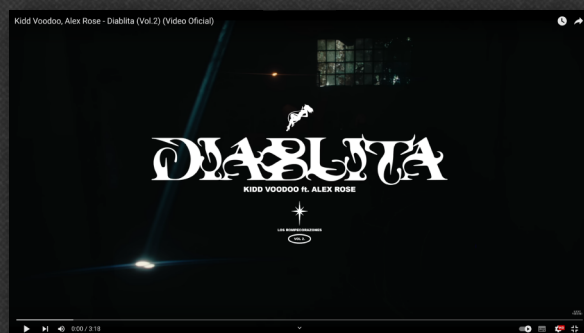 Kidd Voodoo, Alex Rose - Diablita (Vol.2) (Video Oficial)
DIABLITA
KIDD VOODOO ft. ALEX ROSE
LOS ROMPECORAZONES
VOL 2.
0:00 / 3:18